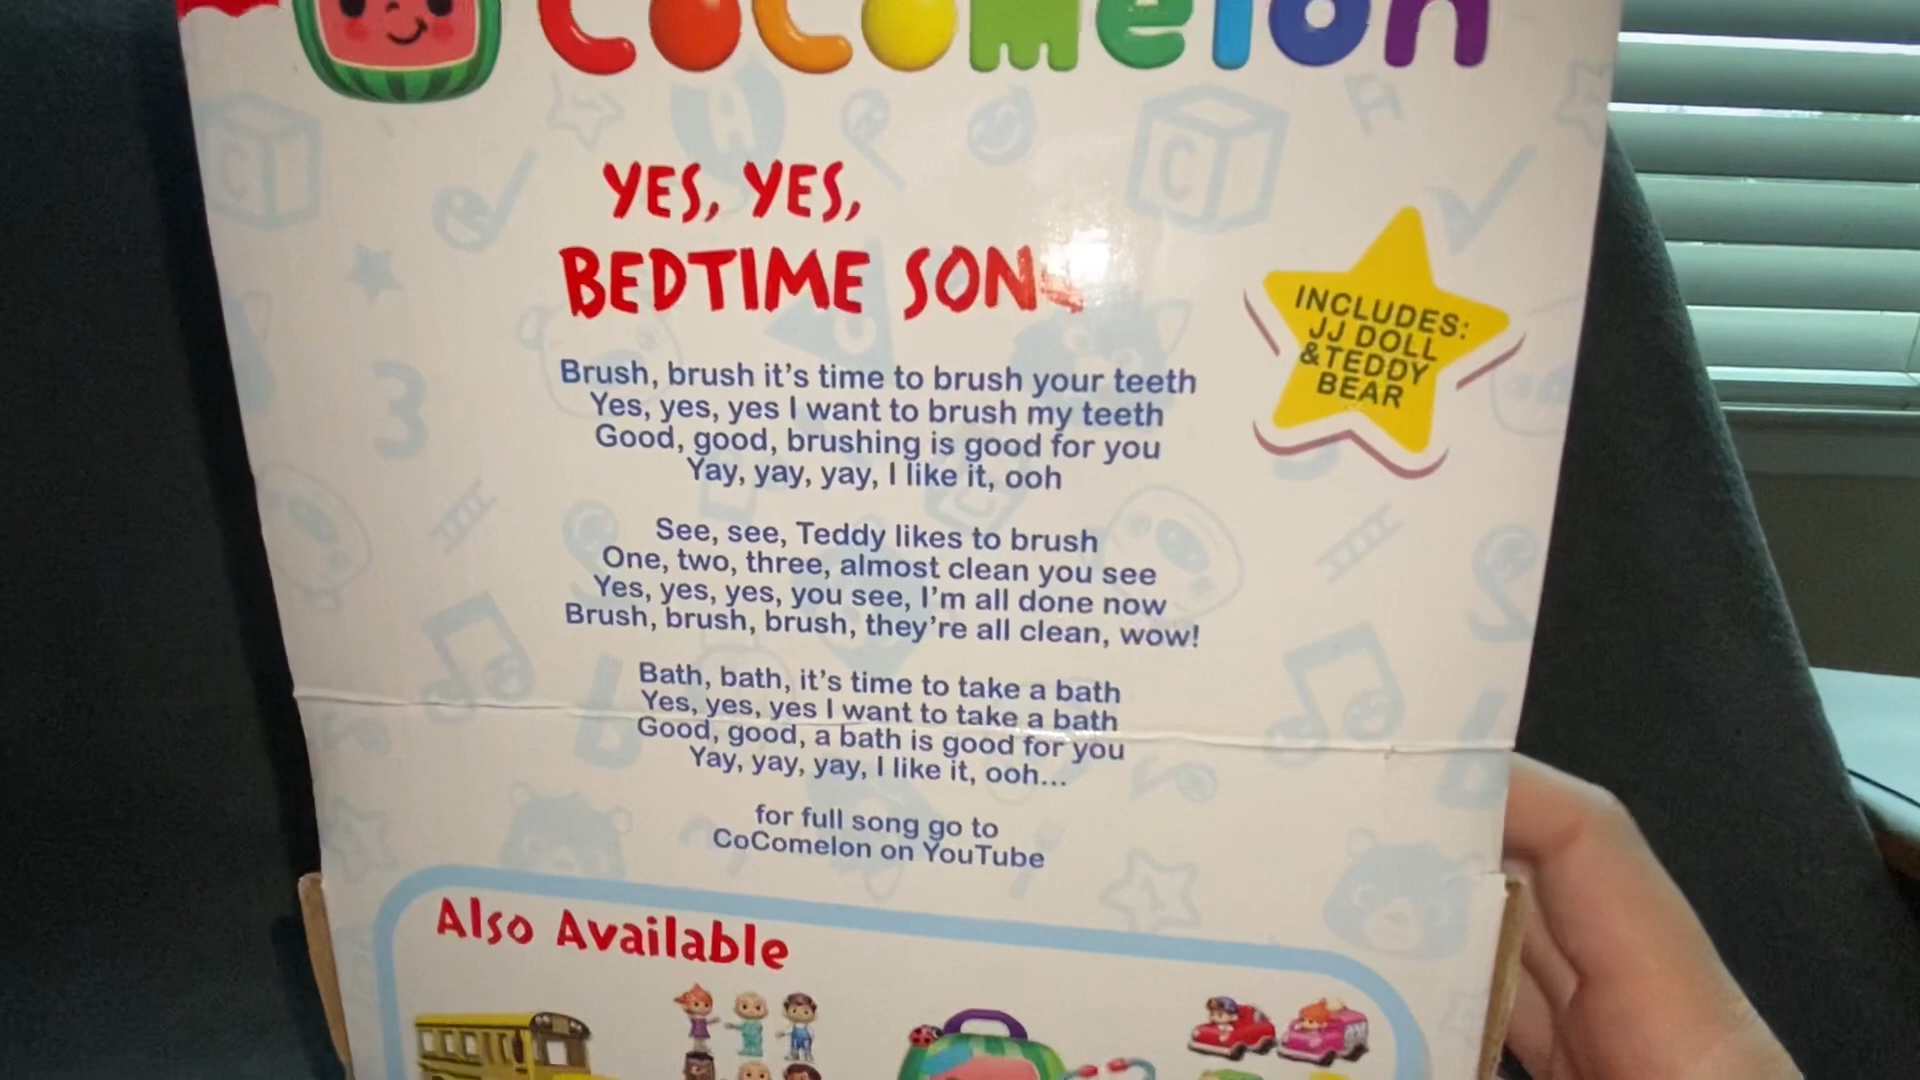 CoComelon
YES, YES,
BEDTIME SONG
INCLUDES:
JJ DOLL
& TEDDY
BEAR
Brush, brush it's time to brush your teeth
Yes, yes, yes I want to brush my teeth
Good, good, brushing is good for you
Yay, yay, yay, I like it, ooh
See, see, Teddy likes to brush
One, two, three, almost clean you see
Yes, yes, yes, you see, I'm all done now
Brush, brush, brush, they're all clean, wow!
Bath, bath, it's time to take a bath
Yes, yes, yes I want to take a bath
Good, good, a bath is good for you
Yay, yay, yay, I like it, ooh...
for full song go to
CoComelon on YouTube
Also Available